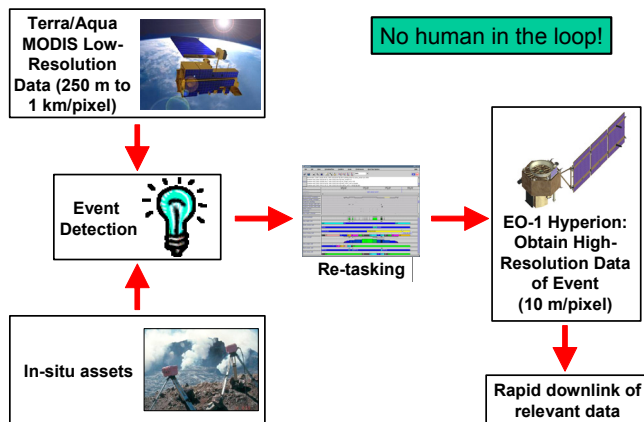 Terra/Aqua
MODIS Low-
Resolution
Data (250 m to
1 km/pixel)
No human in the loop!
Event
Detection
Re-tasking
EO-1 Hyperion:
Obtain High-
Resolution Data
of Event
(10 m/pixel)
In-situ assets
Rapid downlink of
relevant data